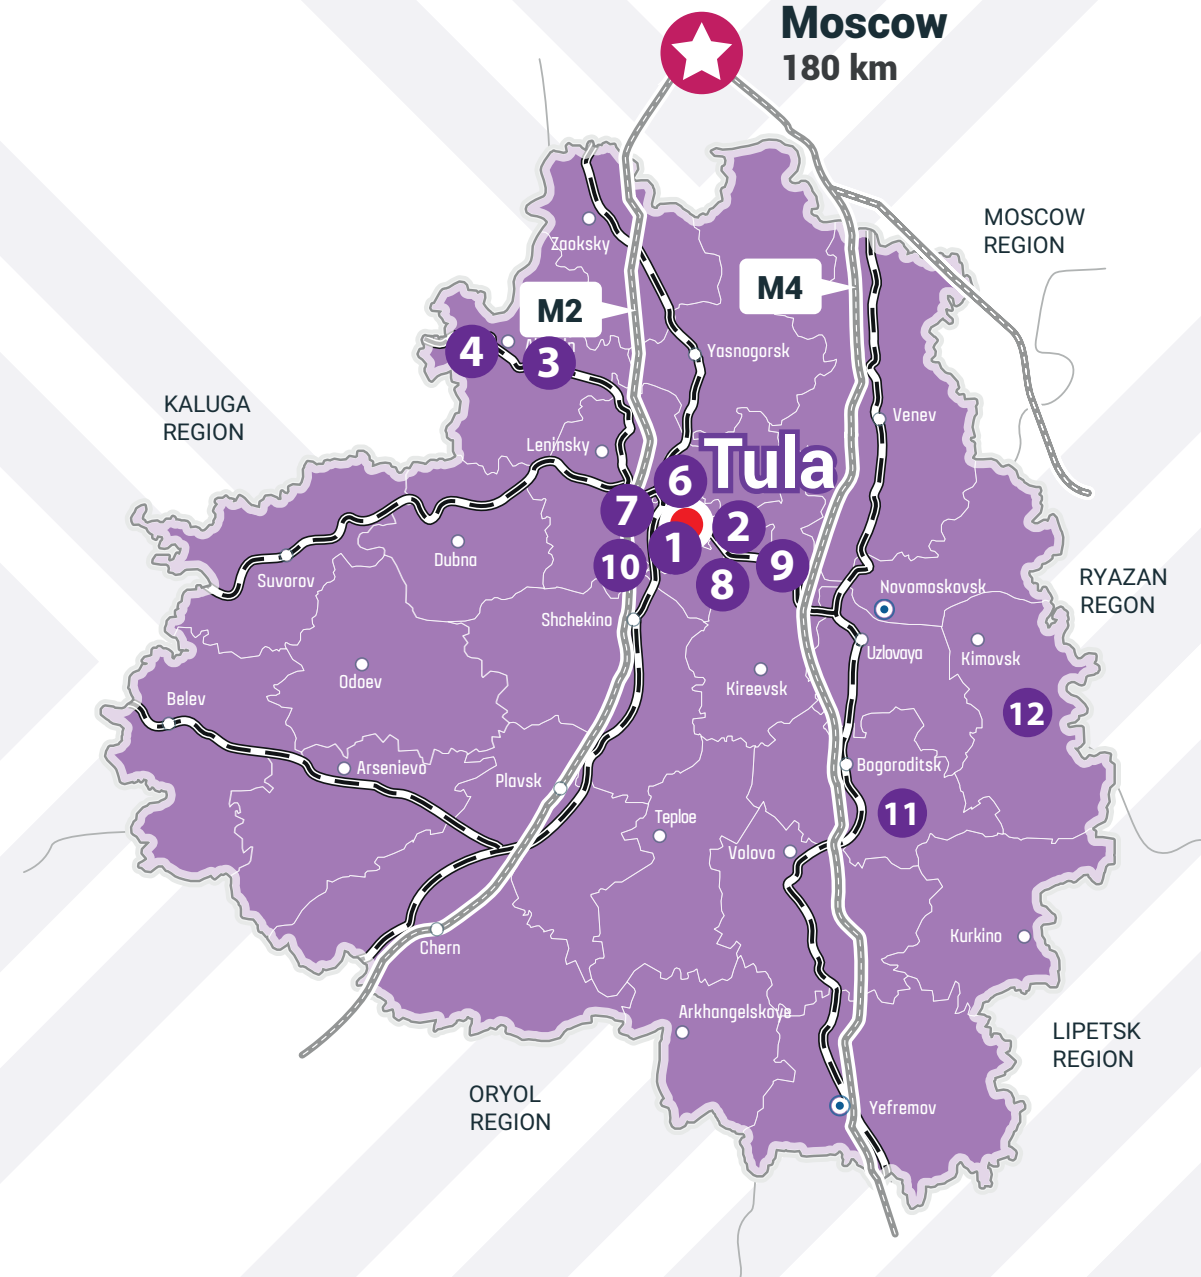 Moscow
180 km
MOSCOW
REGION
Zaoksky
M4
M2
4
3
Yasnogorsk
KALUGA
REGION
Venev
Leninsky
Tula
6
7
2
1
Dubna
10
9
8
Suvorov
RYAZAN
REGON
Novomoskovsk
Shchekino
Uzlovaya
Kimovsk
Odoev
Kireevsk
Belev
12
Arsenievo
Bogoroditsk
Plavsk
11
Teploe
Volovo
Kurkino
Chern
Arkhangelskoye
LIPETSK
REGION
ORYOL
REGION
Yefremov